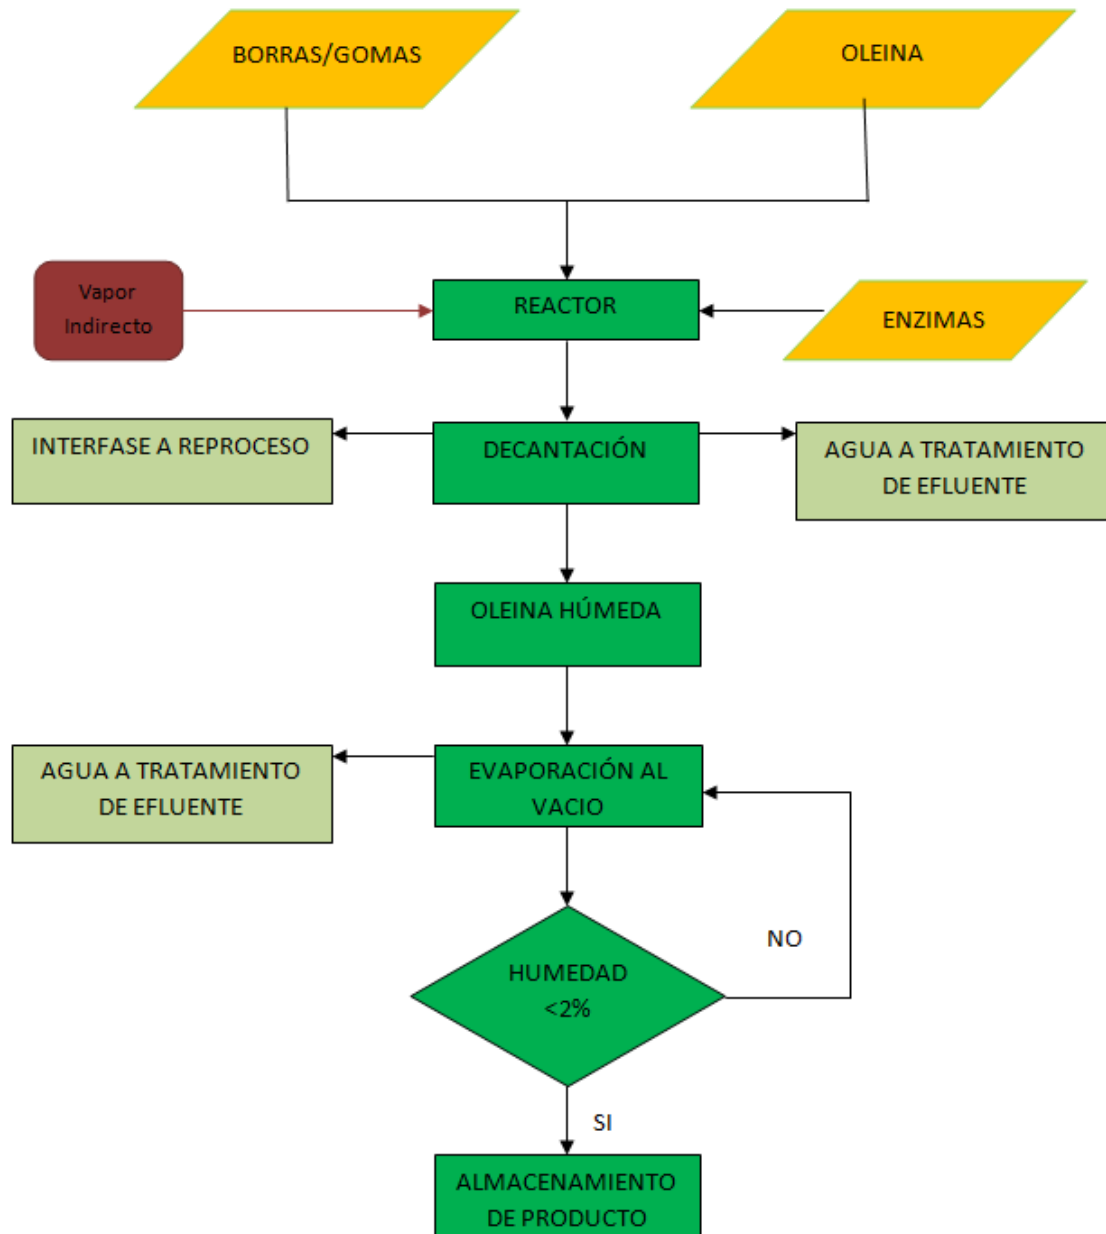 BORRAS/GOMAS
OLEINA
Vapor
Indirecto
REACTOR
ENZIMAS
INTERFASE A REPROCESO
DECANTACIÓN
AGUA A TRATAMIENTO
DE EFLUENTE
OLEINA HÚMEDA
AGUA A TRATAMIENTO
DE EFLUENTE
EVAPORACIÓN AL
VACIO
NO
HUMEDAD
<2%
SI
ALMACENAMIENTO
DE PRODUCTO